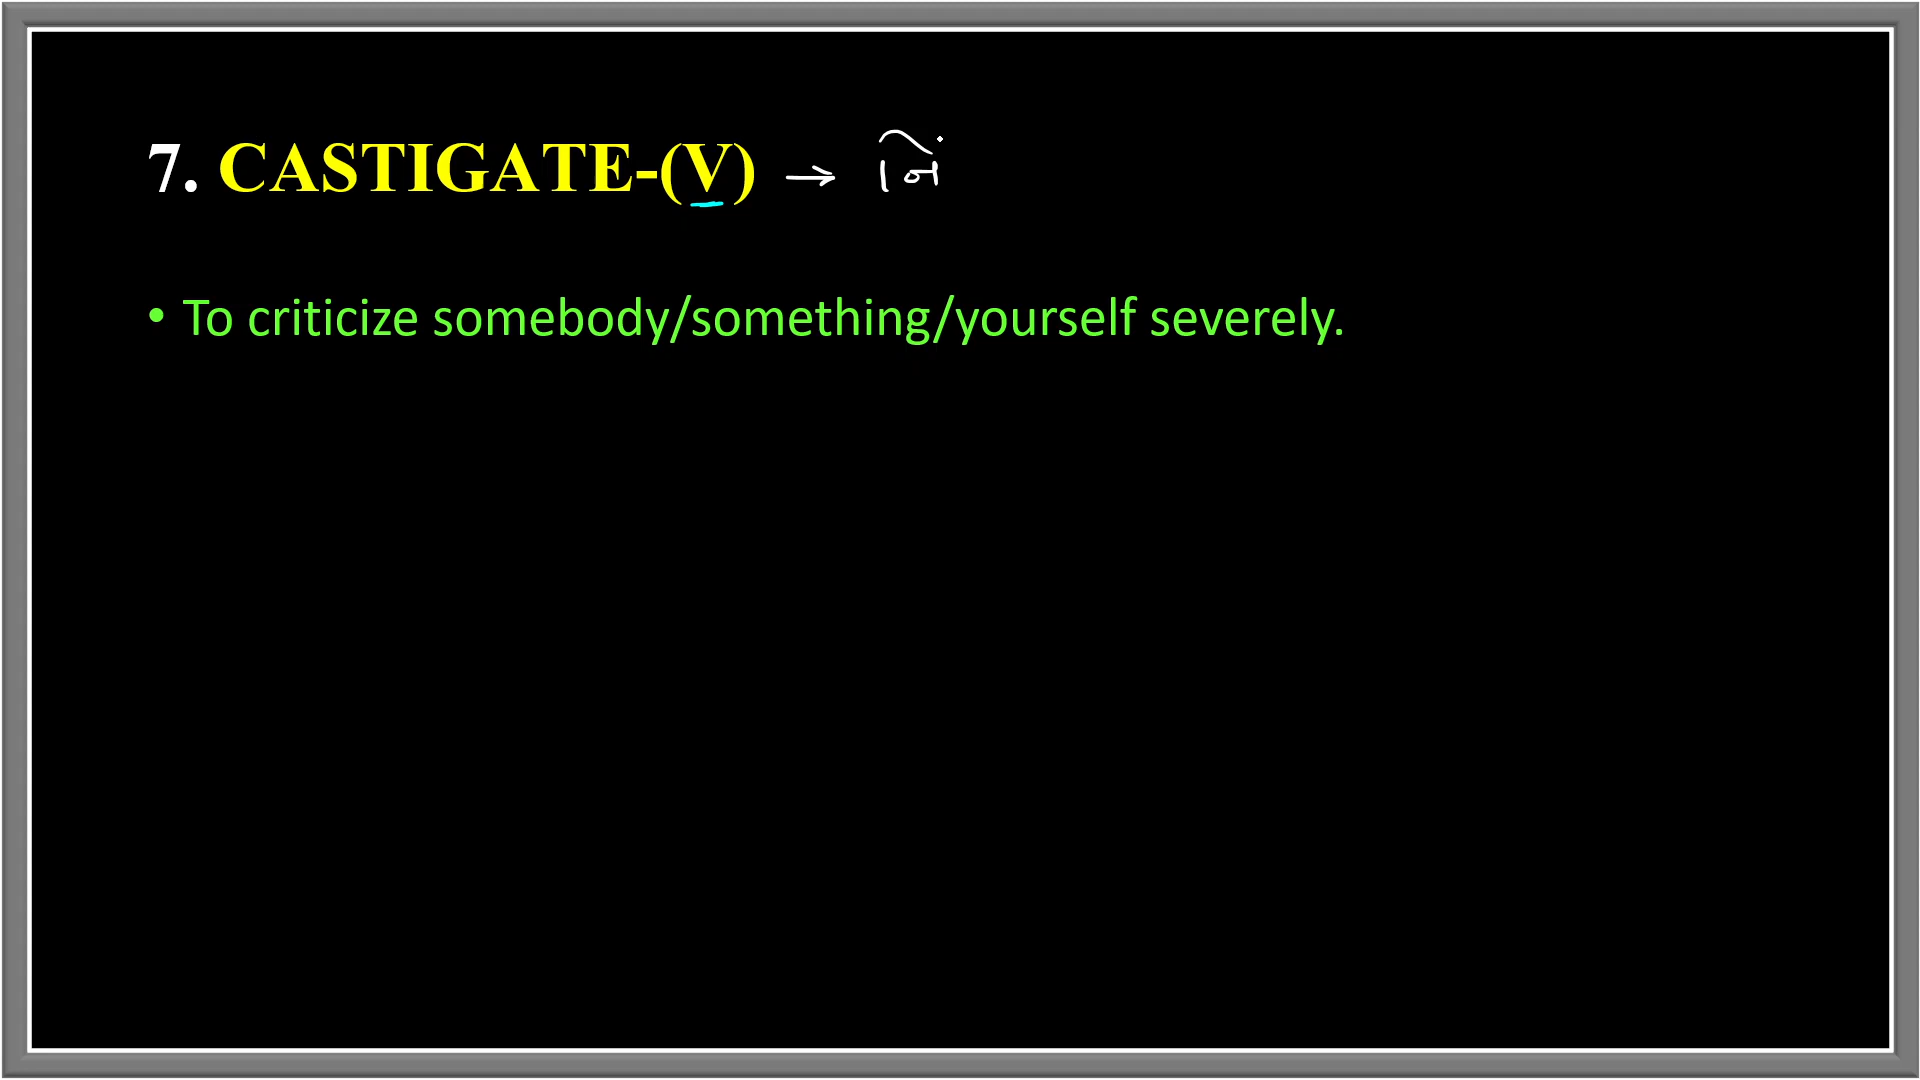 7. CASTIGATE-(V) → निं
• To criticize somebody/something/yourself severely.